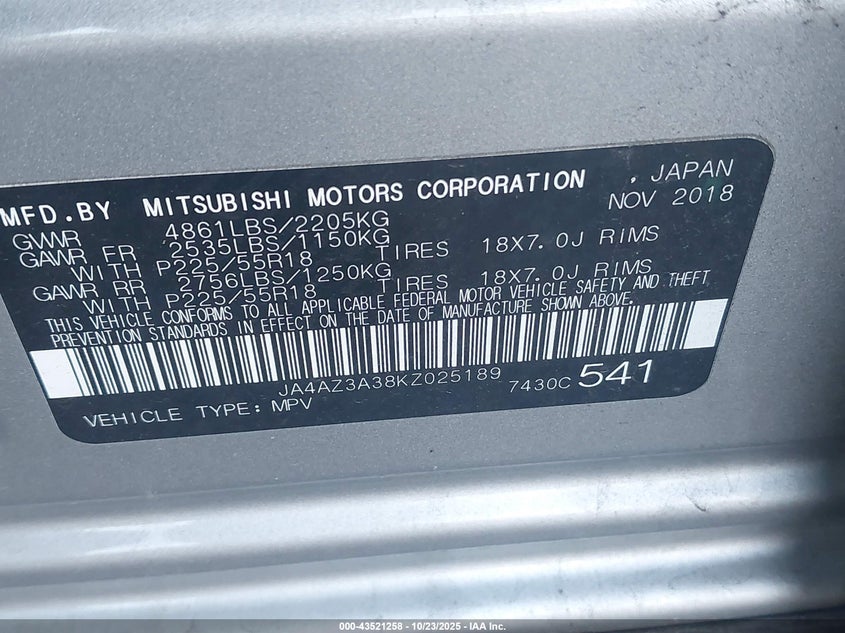 MFD.BY MITSUBISHI MOTORS CORPORATION , JAPAN
NOV 2018
GVWR 4861LBS/2205KG
GAWR FR 2535LBS/1150KG
WITH P225/55R18 TIRES 18X7.0J RIMS
GAWR RR 2756LBS/1250KG
WITH P225/55R18 TIRES 18X7.0J RIMS
THIS VEHICLE CONFORMS TO ALL APPLICABLE FEDERAL MOTOR VEHICLE SAFETY AND THEFT
PREVENTION STANDARDS IN EFFECT ON THE DATE OF MANUFACTURE SHOWN ABOVE.
JA4AZ3A38KZ025189
VEHICLE TYPE: MPV 7430C 541
000-43521258 - 10/23/2025 - IAA Inc.